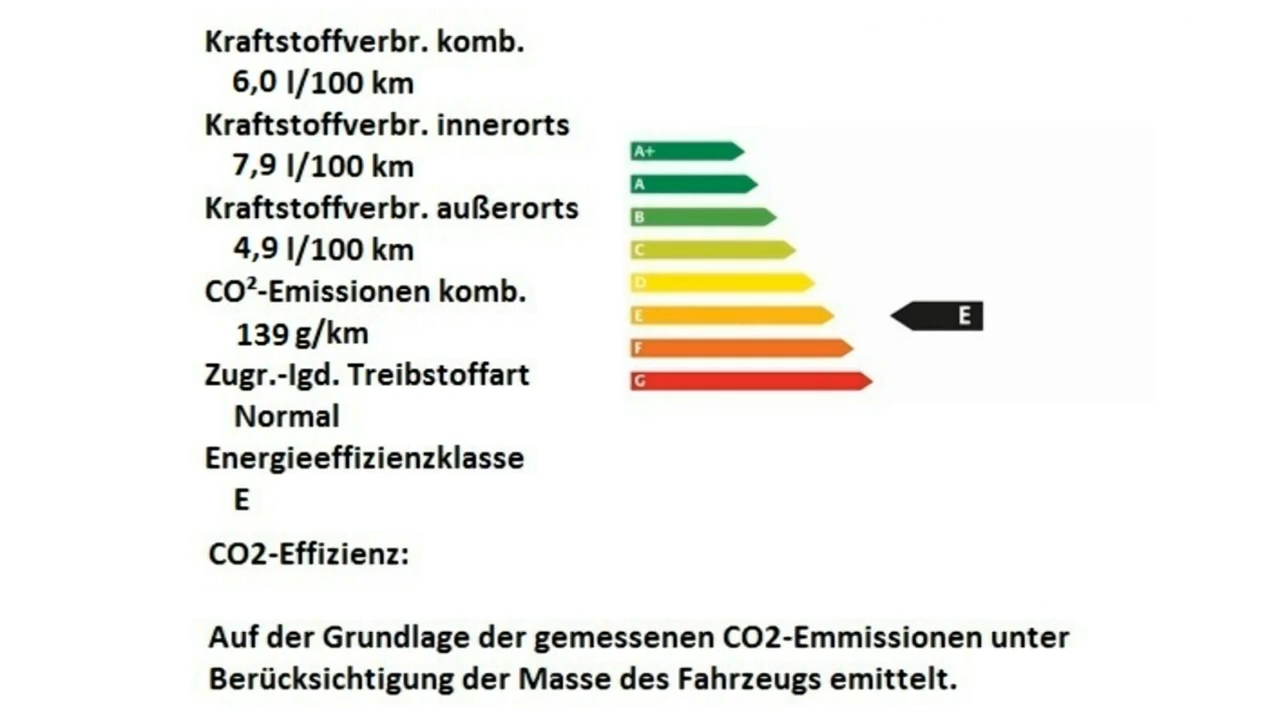 Kraftstoffverbr. komb.
6,0 l/100 km
Kraftstoffverbr. innerorts
7,9 l/100 km
Kraftstoffverbr. außerorts
4,9 l/100 km
CO²-Emissionen komb.
139 g/km
Zugr.-lgd. Treibstoffart
Normal
Energieeffizienzklasse
E
A+
A
B
C
D
E
E
F
G
CO2-Effizienz:
Auf der Grundlage der gemessenen CO2-Emmissionen unter
Berücksichtigung der Masse des Fahrzeugs emittelt.